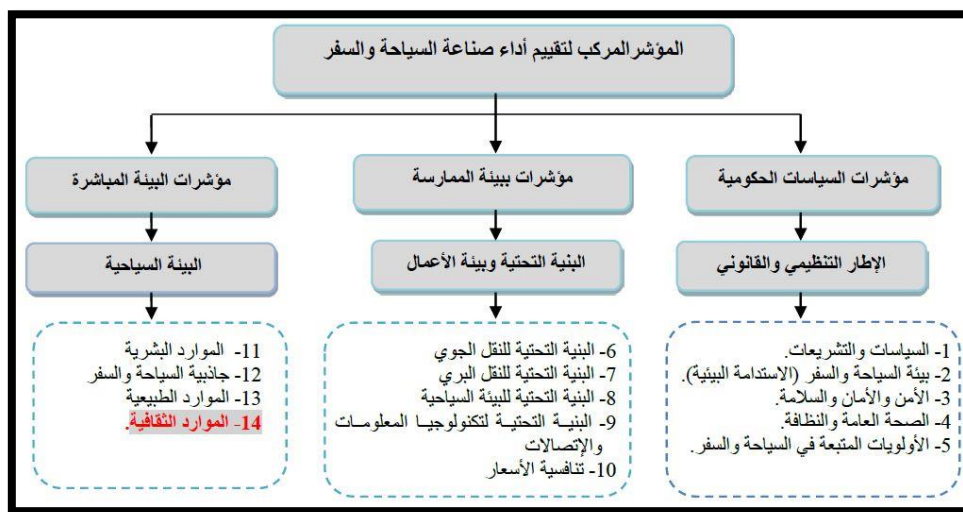 المؤشرالمركب لتقييم أداء صناعة السياحة والسفر
مؤشرات السياسات الحكومية
مؤشرات ببيئة الممارسة
مؤشرات البيئة المباشرة
الإطار التنظيمي والقانوني
البنية التحتية وبيئة الأعمال
البيئة السياحية
1- السياسات والتشريعات.
2- بيئة السياحة والسفر (الاستدامة البيئية).
3- الأمن والأمان والسلامة.
4- الصحة العامة والنظافة.
5- الأولويات المتبعة في السياحة والسفر.
6- البنية التحتية للنقل الجوي
7- البنية التحتية للنقل البري
8- البنية التحتية للبيئة السياحية
9- البنيـة التحتيـة لتكنولوجيـا المعلومـات
والإتصالات
10- تنافسية الأسعار
11- الموارد البشرية
12- جاذبية السياحة والسفر
13- الموارد الطبيعية
14- الموارد الثقافية.